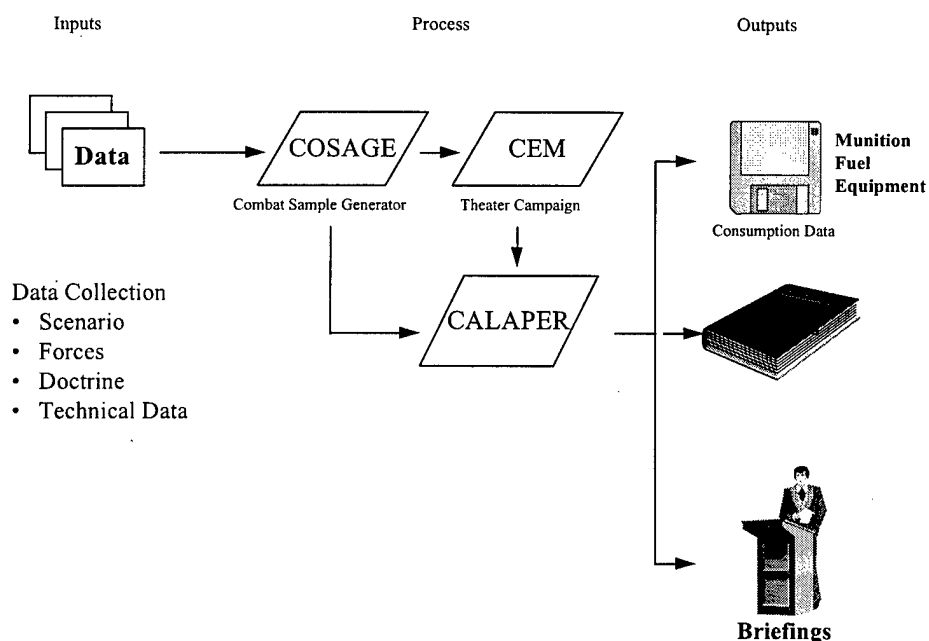 Inputs
Process
Outputs
Data
COSAGE
CEM
Munition
Fuel
Equipment
Combat Sample Generator
Theater Campaign
Consumption Data
Data Collection
• Scenario
• Forces
• Doctrine
• Technical Data
CALAPER
Briefings